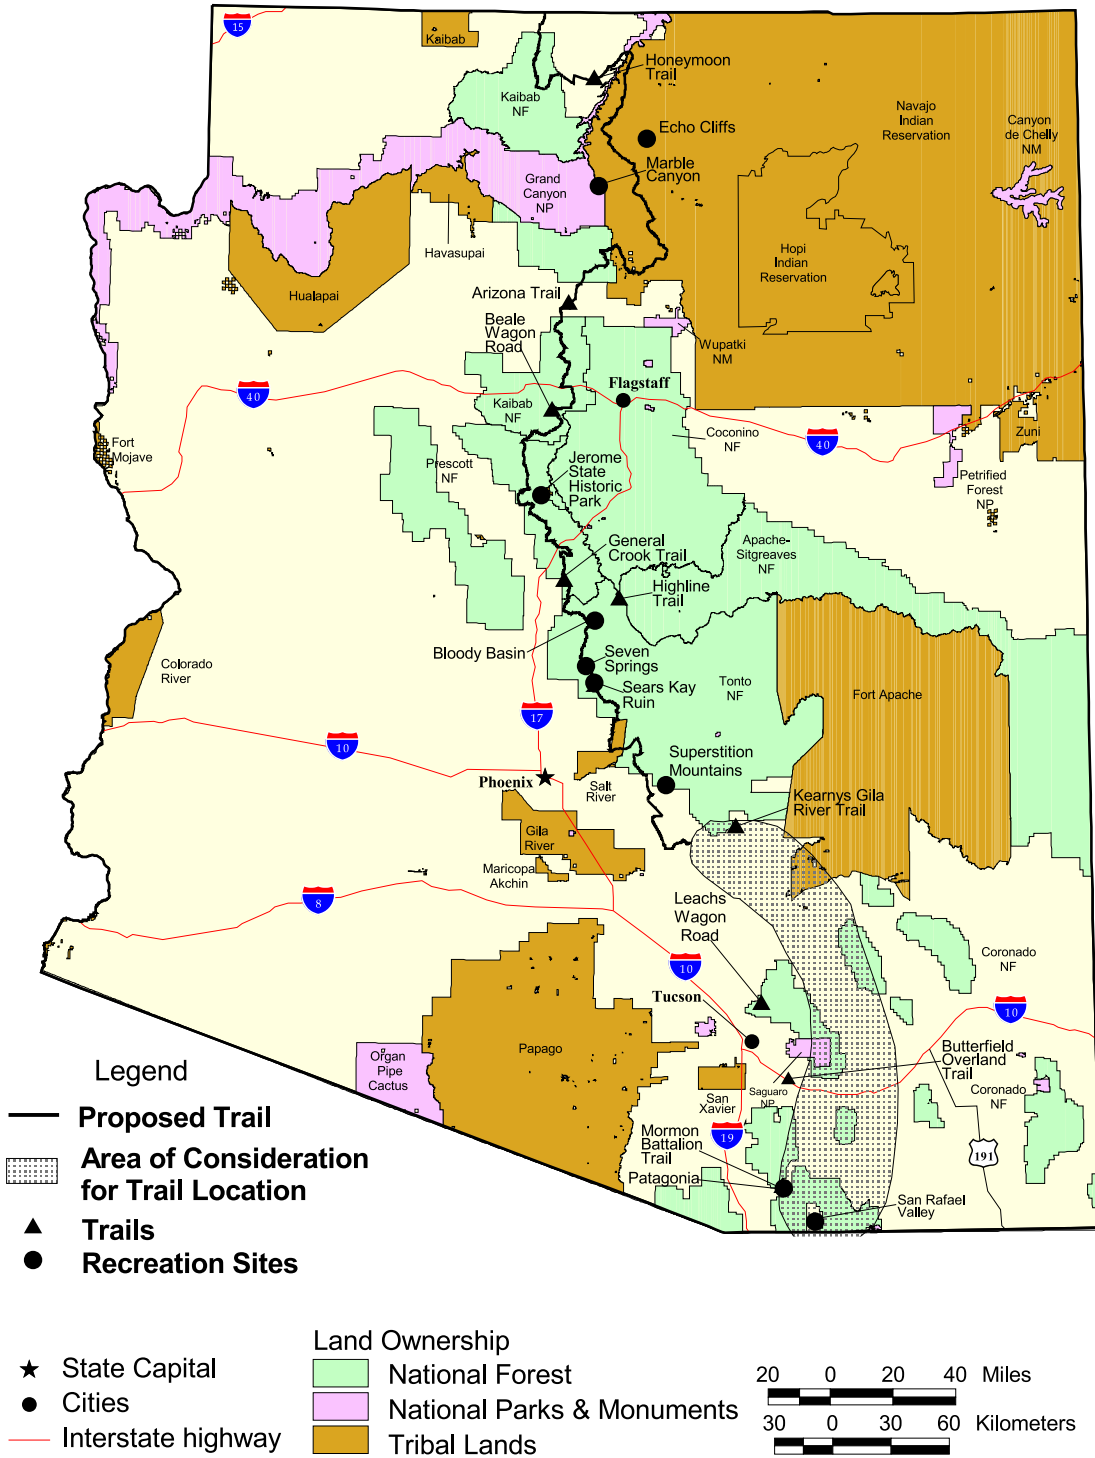 15
Kaibab
Honeymoon
Trail
Kaibab
NF
Echo Cliffs
Navajo
Indian
Reservation
Canyon
de Chelly
NM
Marble
Canyon
Grand
Canyon
NP
Havasupai
Hopi
Indian
Reservation
Hualapai
Arizona Trail
Beale
Wagon
Road
Wupatki
NM
Flagstaff
40
Kaibab
NF
Coconino
NF
40
Zuni
Fort
Mojave
Prescott
NF
Jerome
State
Historic
Park
Petrified
Forest
NP
General
Crook Trail
Apache-
Sitgreaves
NF
Highline
Trail
Bloody Basin
Seven
Springs
Colorado
River
Sears Kay
Ruin
Tonto
NF
Fort Apache
17
10
Superstition
Mountains
Phoenix
Salt
River
Kearnys Gila
River Trail
Gila
River
Maricopa
Akchin
8
Leachs
Wagon
Road
Coronado
NF
10
Tucson
10
Papago
Organ
Pipe
Cactus
Butterfield
Overland
Trail
San
Xavier
Saguaro
NP
Coronado
NF
19
Mormon
Battalion
Trail
191
Patagonia
San Rafael
Valley
Legend
Proposed Trail
Area of Consideration
for Trail Location
Trails
Recreation Sites
State Capital
Cities
Interstate highway
Land Ownership
National Forest
National Parks & Monuments
Tribal Lands
20 0 20 40 Miles
30 0 30 60 Kilometers